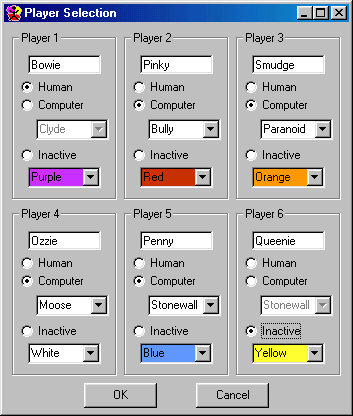 Player Selection
Player 1 Player 2 Player 3
Bowie Pinky Smudge
Human Human Human
Computer Computer Computer
Clyde Bully Paranoid
Inactive Inactive Inactive
Purple Red Orange
Player 4 Player 5 Player 6
Ozzie Penny Queenie
Human Human Human
Computer Computer Computer
Moose Stonewall Stonewall
Inactive Inactive Inactive
White Blue Yellow
OK Cancel